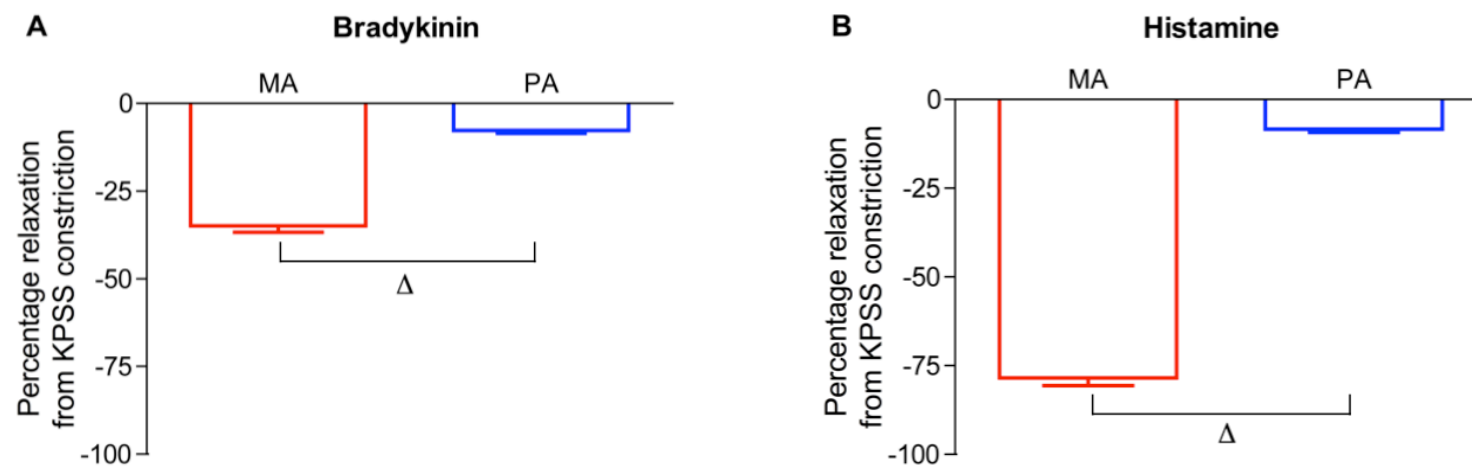 A
Bradykinin
MA
PA
0
-25
-50
-75
-100
Percentage relaxation
from KPSS constriction
Δ
B
Histamine
MA
PA
0
-25
-50
-75
-100
Percentage relaxation
from KPSS constriction
Δ